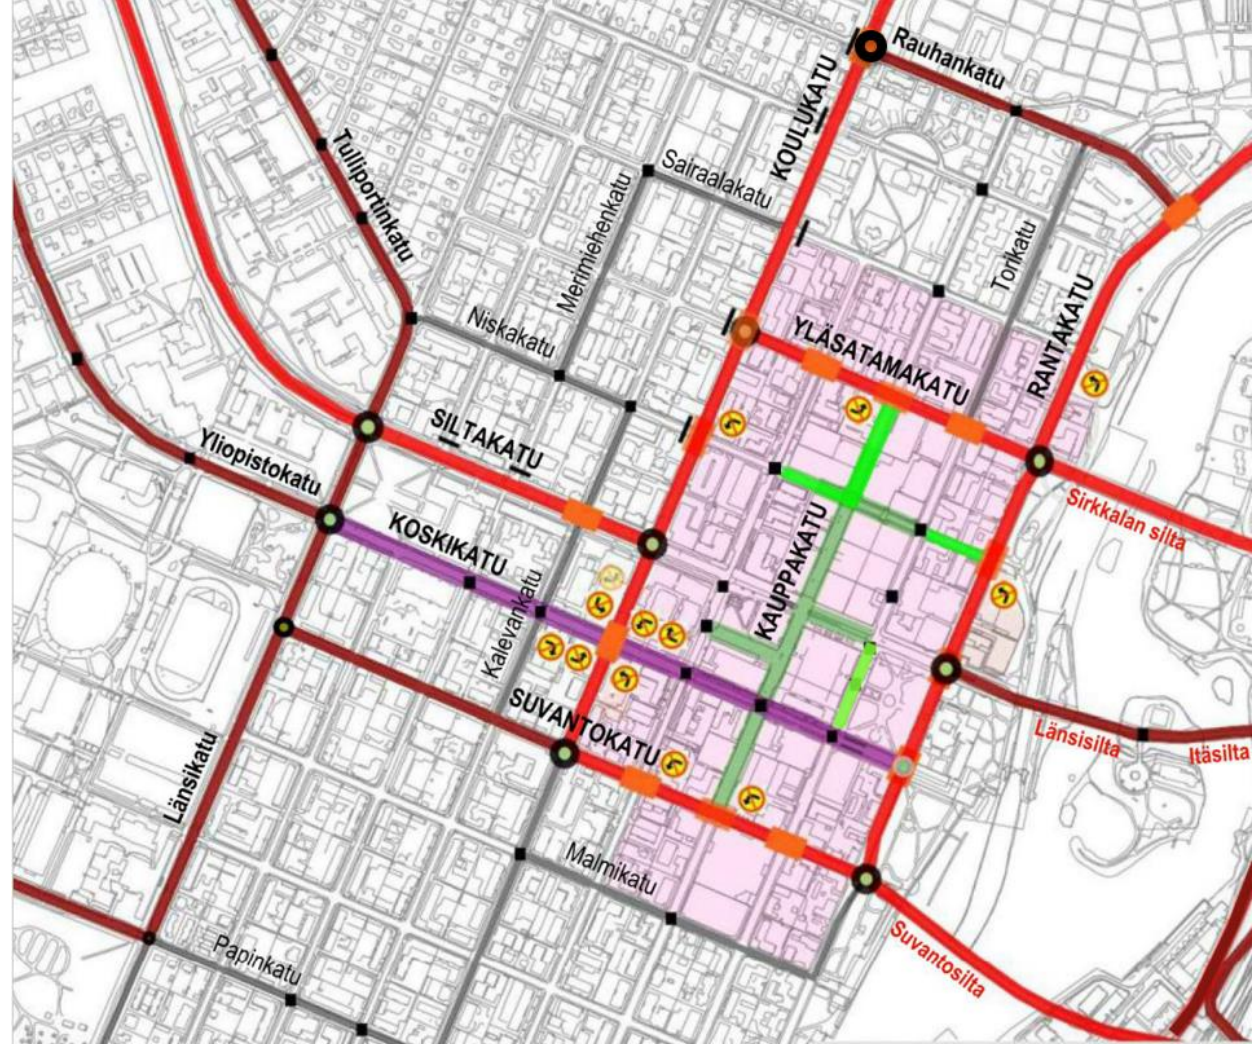 Rauhankatu
KOULUKATU
Tulliportinkatu
Sairaalakatu
Merimiehenkatu
Torikatu
RANTAKATU
Niskakatu
YLÄSATAMAKATU
SILTAKATU
Yliopistokatu
Sirkkalan silta
KOSKIKATU
KAUPPAKATU
Kalevankatu
SUVANTOKATU
Länsisilta
Itäsilta
Länsikatu
Malmikatu
Papinkatu
Suvantosilta